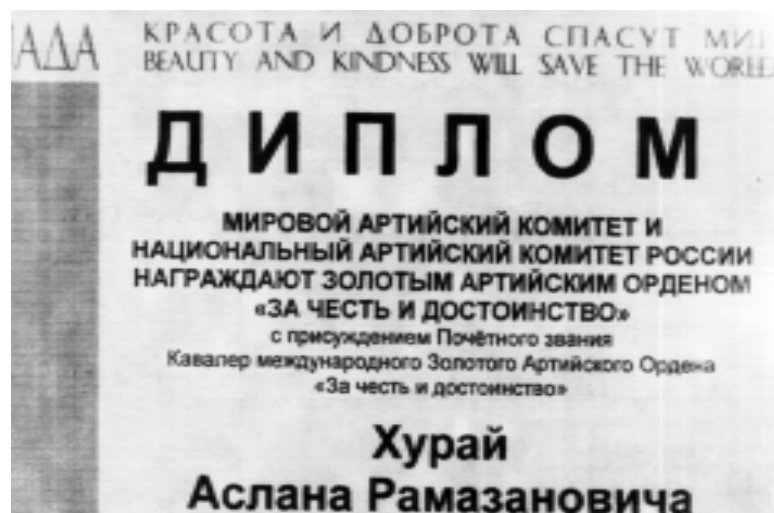 КРАСОТА И ДОБРОТА СПАСУТ МИР
BEAUTY AND KINDNESS WILL SAVE THE WORLD
ДИПЛОМ
МИРОВОЙ АРТИЙСКИЙ КОМИТЕТ И
НАЦИОНАЛЬНЫЙ АРТИЙСКИЙ КОМИТЕТ РОССИИ
НАГРАЖДАЮТ ЗОЛОТЫМ АРТИЙСКИМ ОРДЕНОМ
«ЗА ЧЕСТЬ И ДОСТОИНСТВО»
с присуждением Почётного звания
Кавалер международного Золотого Артийского Ордена
«За честь и достоинство»
Хурай
Аслана Рамазановича